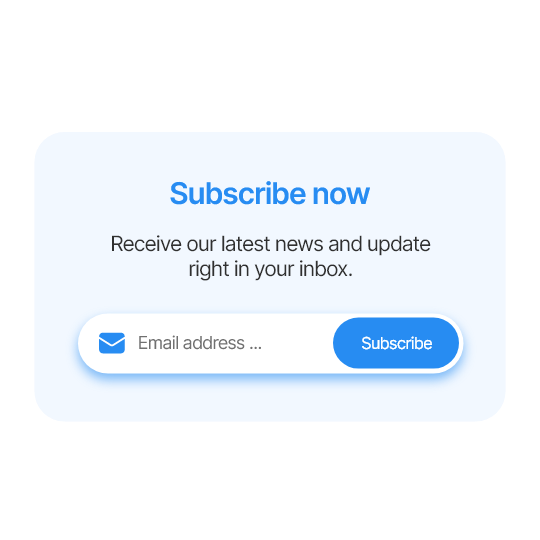 Subscribe now
Receive our latest news and update
right in your inbox.
Email address ... Subscribe